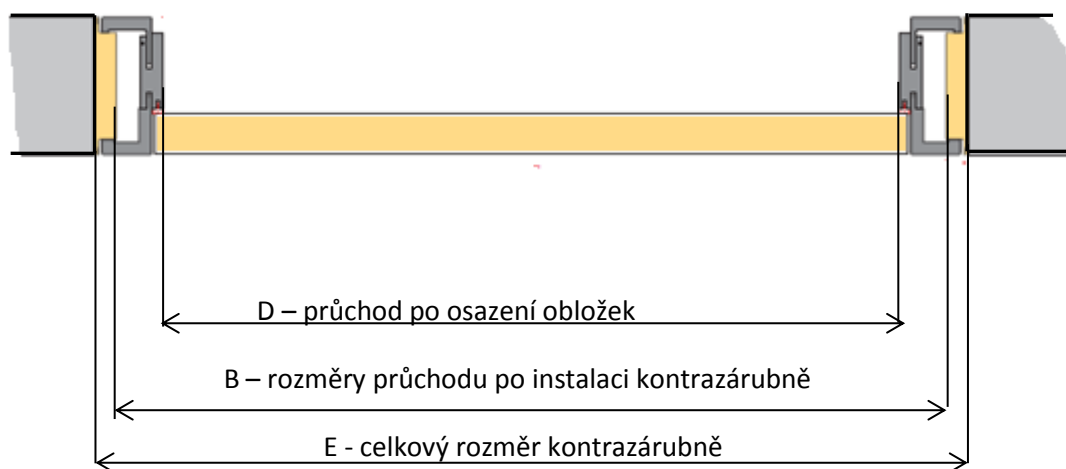 D – průchod po osazení obložek
B – rozměry průchodu po instalaci kontrazárubně
E - celkový rozměr kontrazárubně